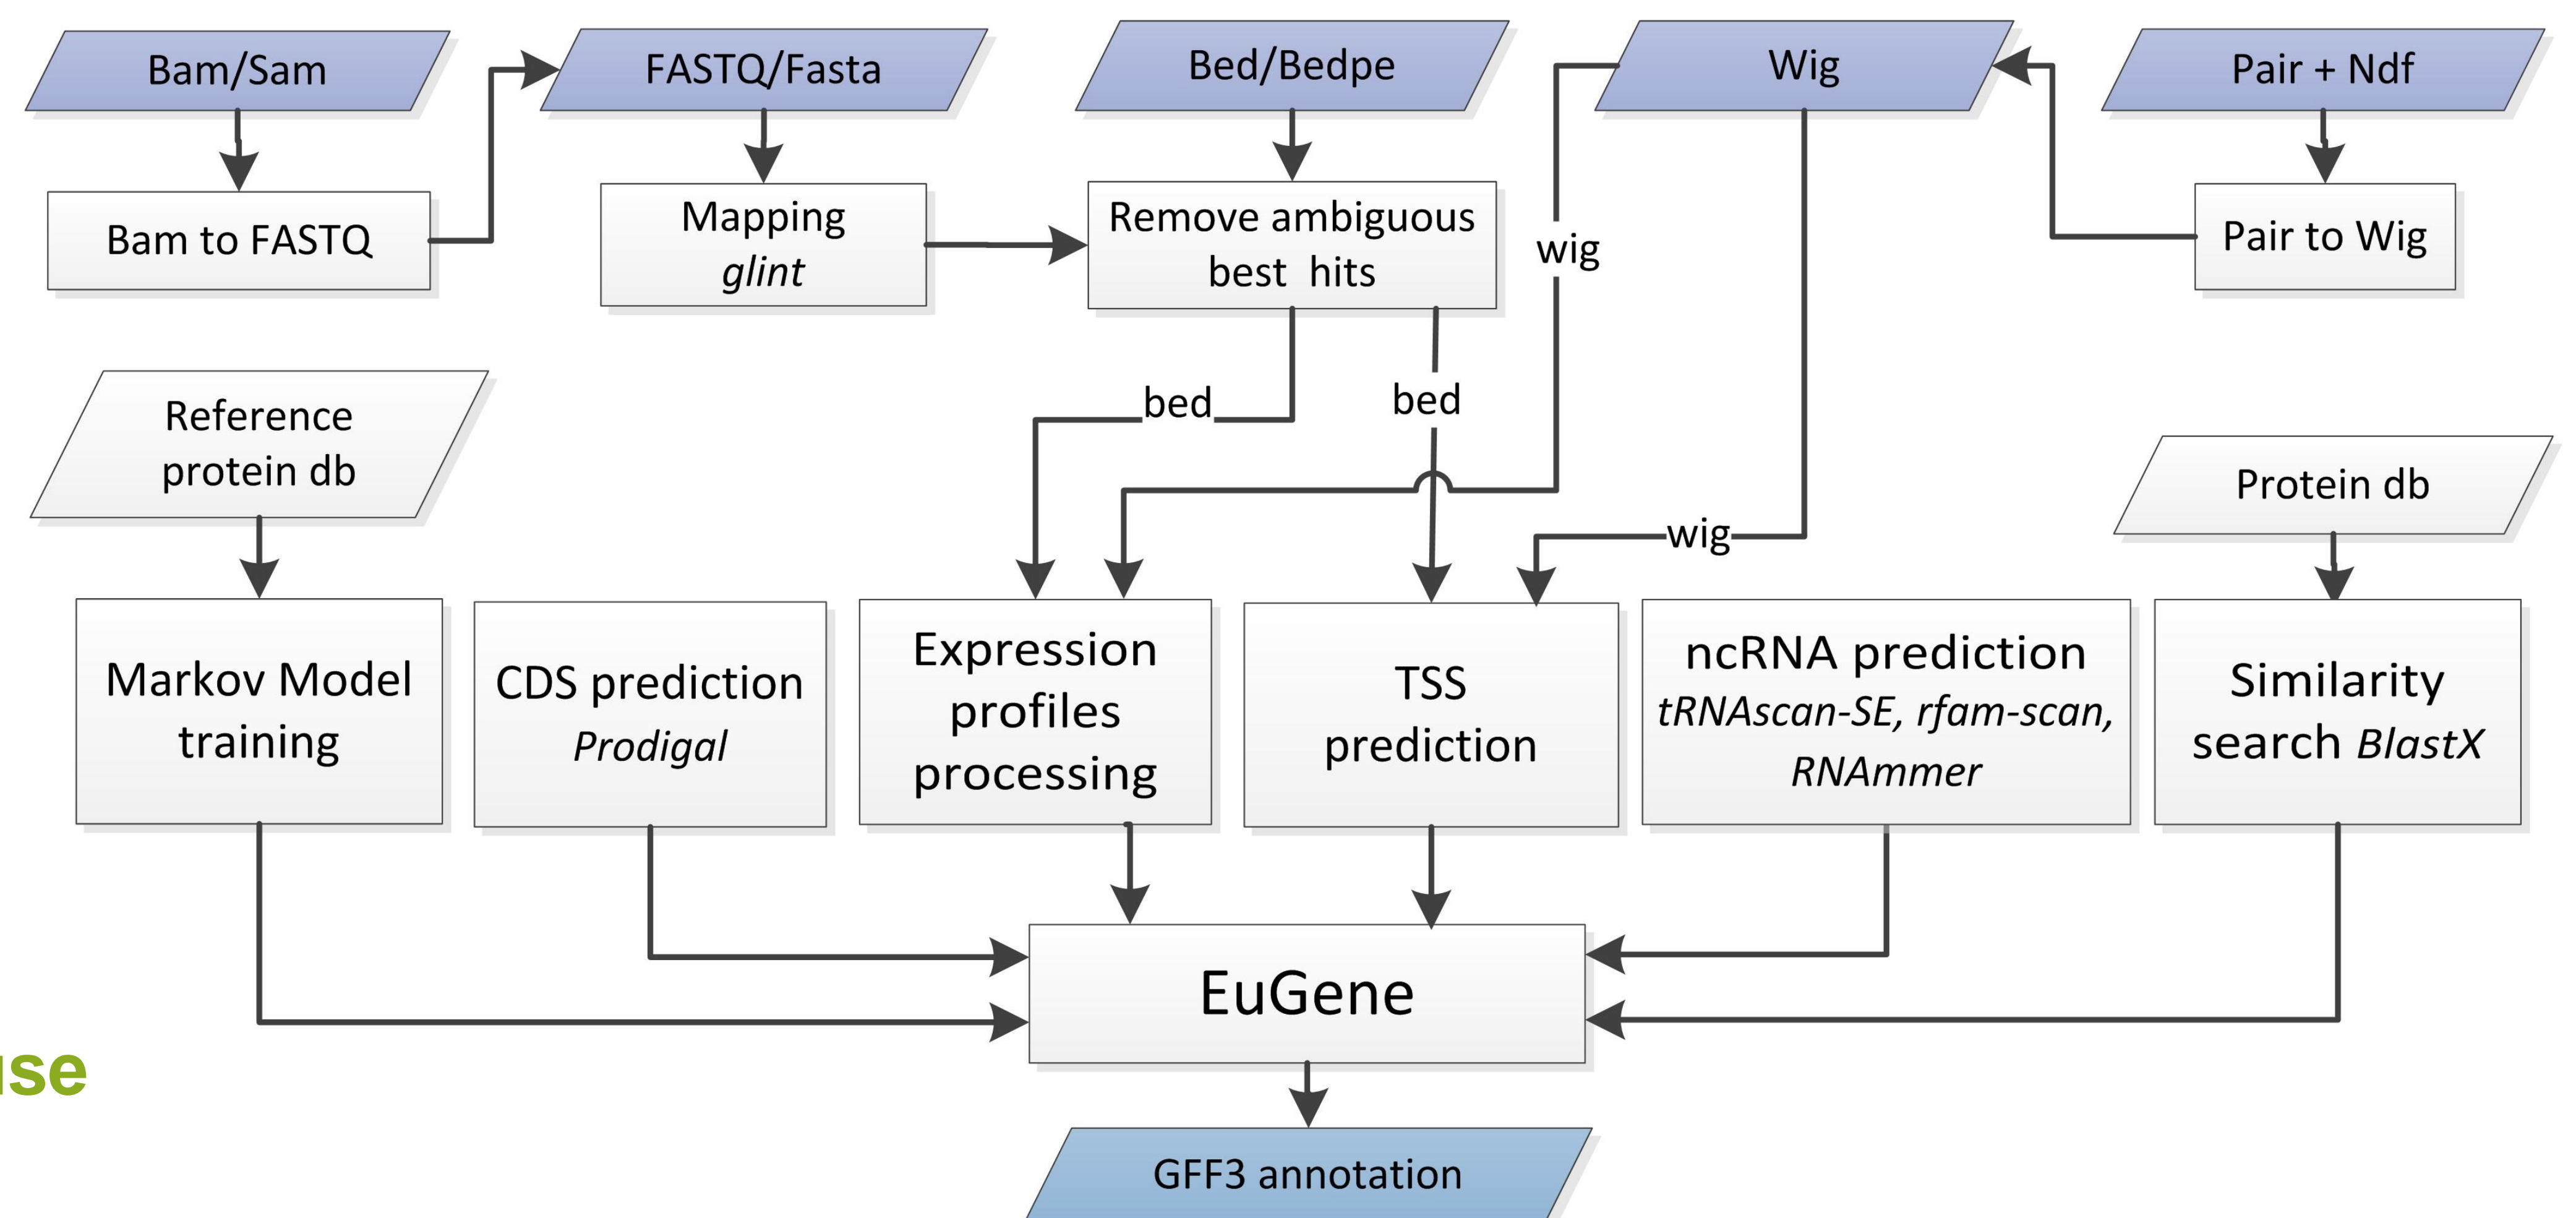 Bam/Sam
FASTQ/Fasta
Bed/Bedpe
Wig
Pair + Ndf
Bam to FASTQ
Mapping
glint
Remove ambiguous
best hits
wig
Pair to Wig
Reference
protein db
bed
bed
wig
Protein db
Markov Model
training
CDS prediction
Prodigal
Expression
profiles
processing
TSS
prediction
ncRNA prediction
tRNAscan-SE, rfam-scan,
RNAmmer
Similarity
search BlastX
EuGene
GFF3 annotation